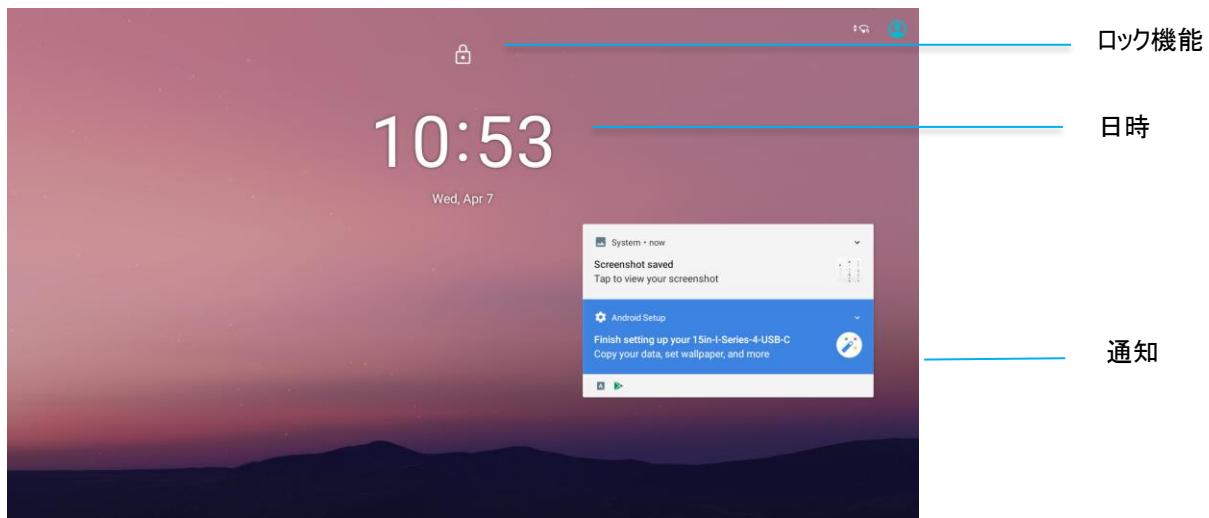 ロック機能
10:53
日時
Wed, Apr 7
System • now
Screenshot saved
Tap to view your screenshot
Android Setup
Finish setting up your 15in-I-Series-4-USB-C
Copy your data, set wallpaper, and more
通知
A